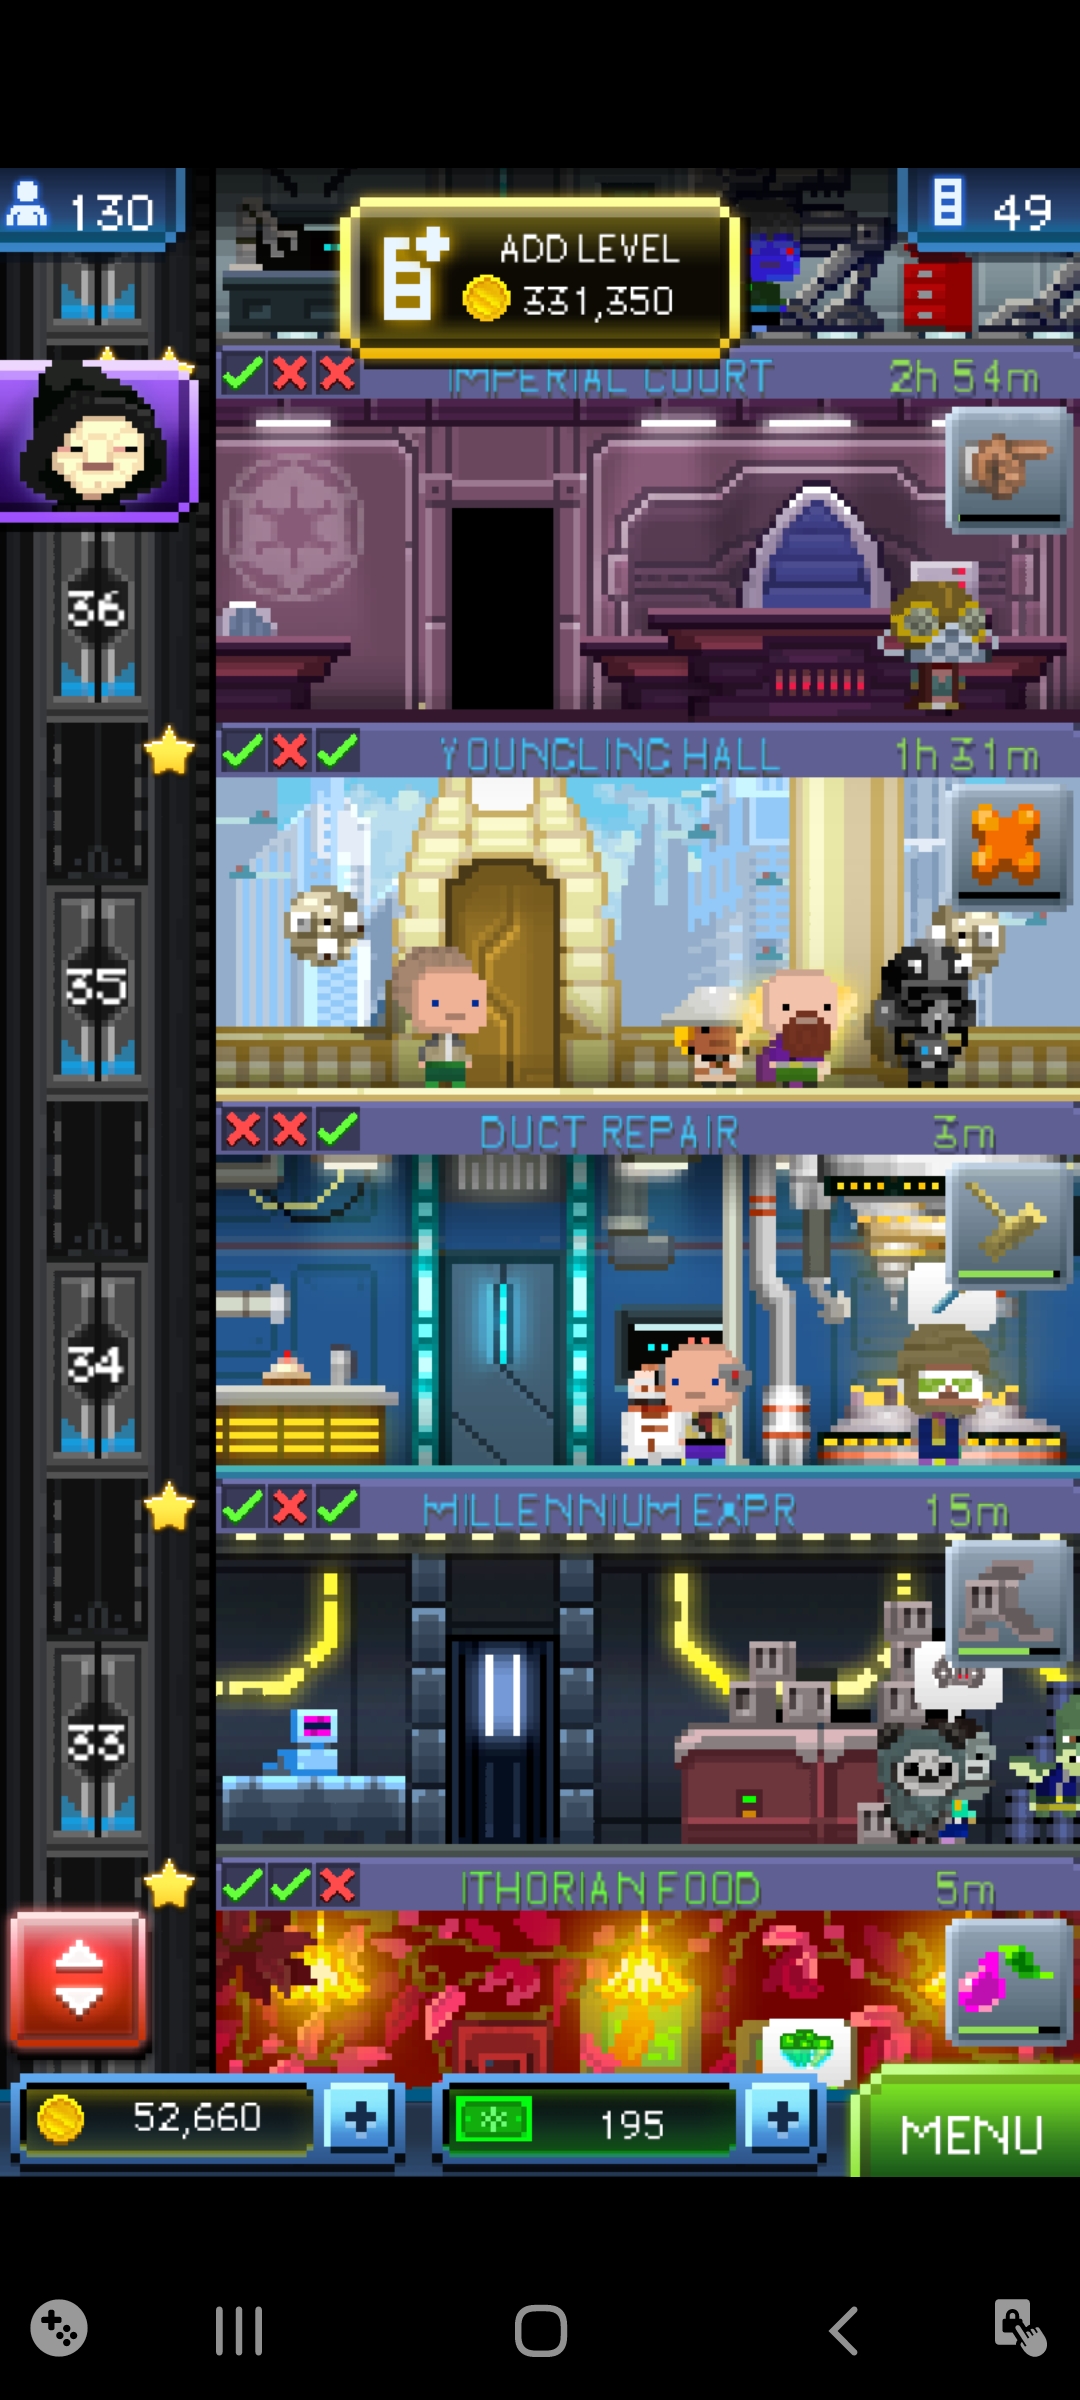 130
49
ADD LEVEL
331,350
IMPERIAL COURT 2h 54m
36
YOUNGLING HALL 1h 31m
35
DUCT REPAIR 3m
34
MILLENNIUM EXPR 15m
33
ITHORIAN FOOD 5m
52,660
195
MENU